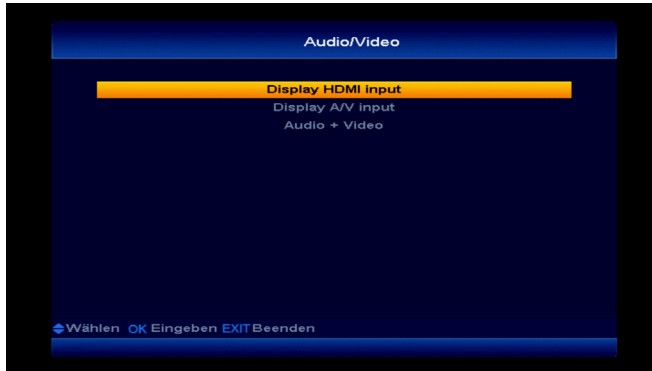 Audio/Video
Display HDMI input
Display A/V input
Audio + Video
Wählen OK Eingeben EXIT Beenden